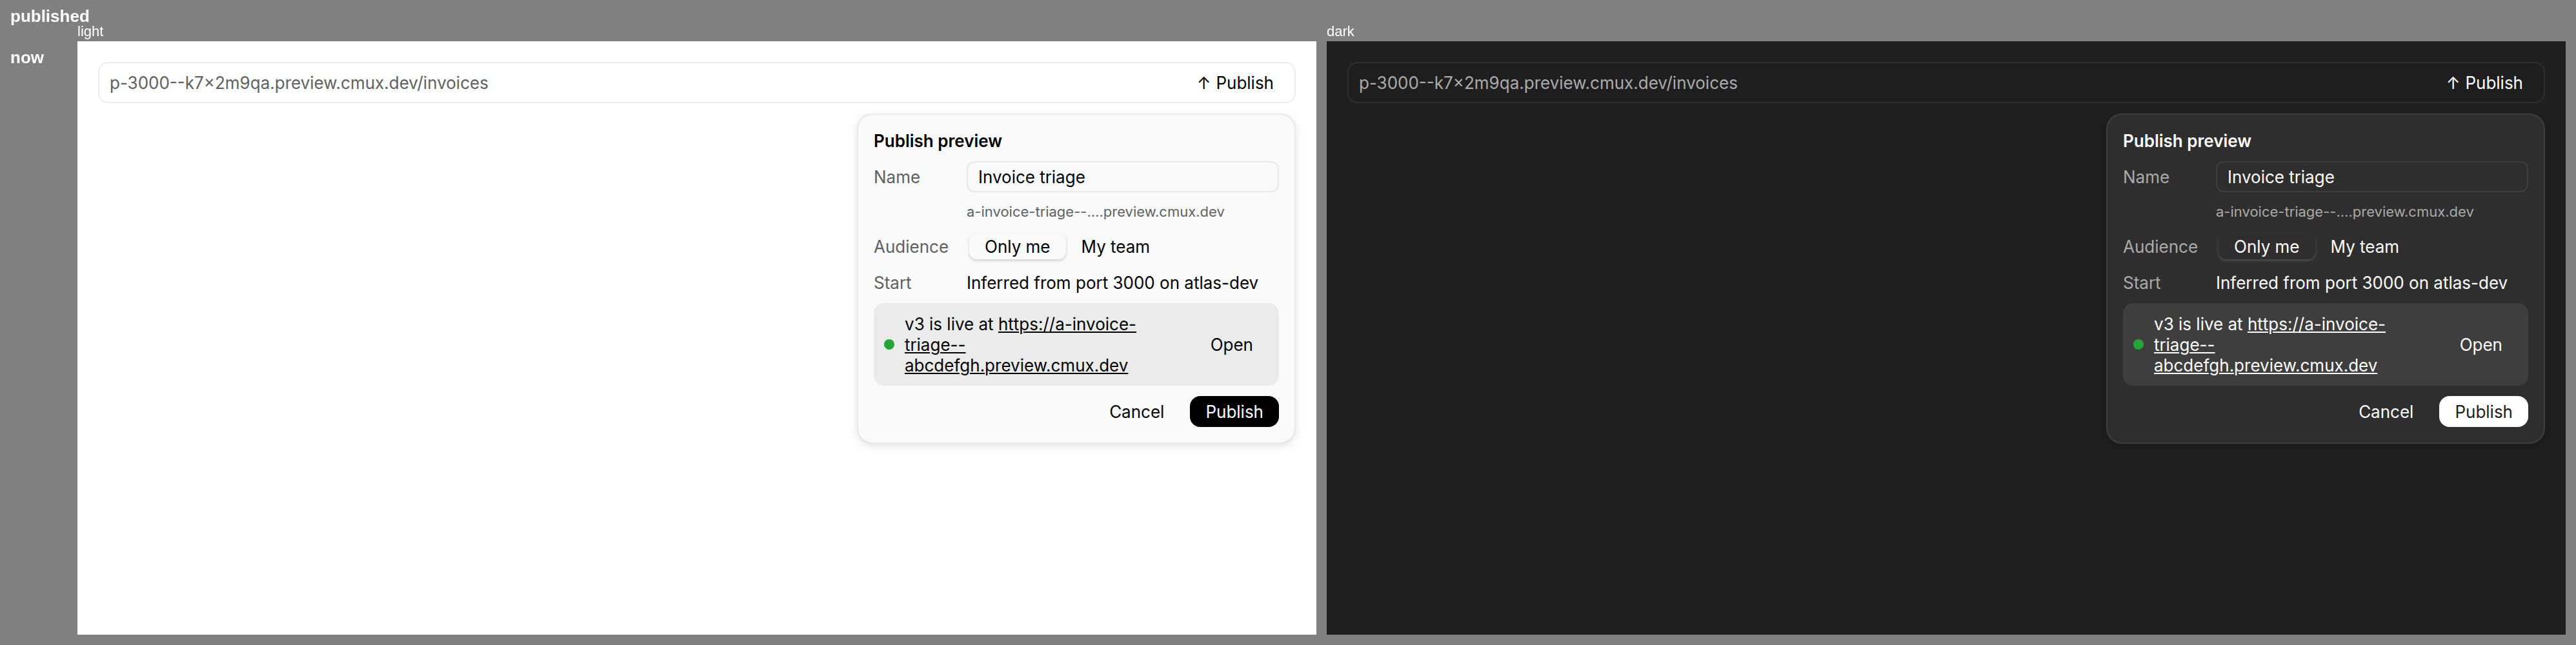 published
light
dark
now
p-3000--k7×2m9qa.preview.cmux.dev/invoices
↑ Publish
Publish preview
Name
Invoice triage
a-invoice-triage--....preview.cmux.dev
Audience
Only me
My team
Start
Inferred from port 3000 on atlas-dev
v3 is live at https://a-invoice-
triage--
abcdefgh.preview.cmux.dev
Open
Cancel
Publish
p-3000--k7×2m9qa.preview.cmux.dev/invoices
↑ Publish
Publish preview
Name
Invoice triage
a-invoice-triage--....preview.cmux.dev
Audience
Only me
My team
Start
Inferred from port 3000 on atlas-dev
v3 is live at https://a-invoice-
triage--
abcdefgh.preview.cmux.dev
Open
Cancel
Publish